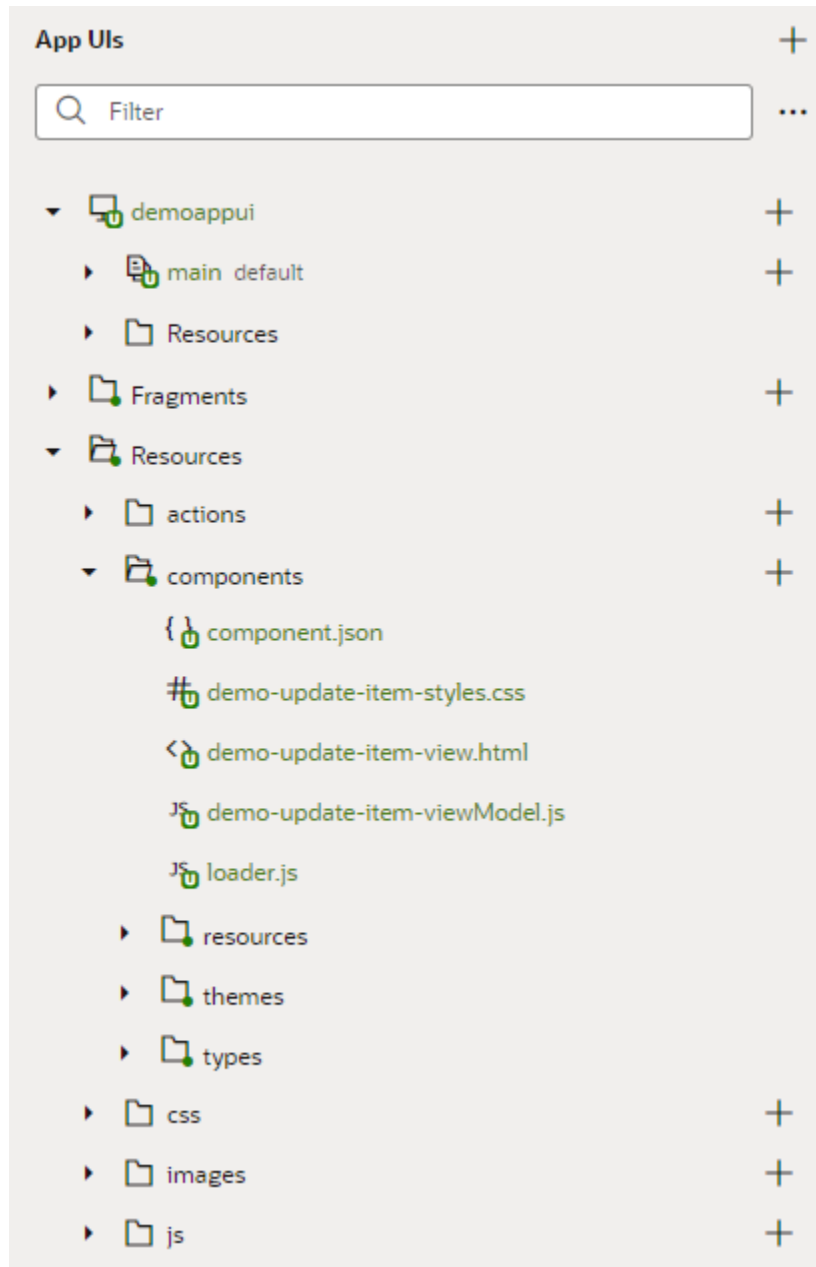 App UIs
Filter
demoappui
main default
Resources
Fragments
Resources
actions
components
component.json
demo-update-item-styles.css
demo-update-item-view.html
demo-update-item-viewModel.js
loader.js
resources
themes
types
css
images
js